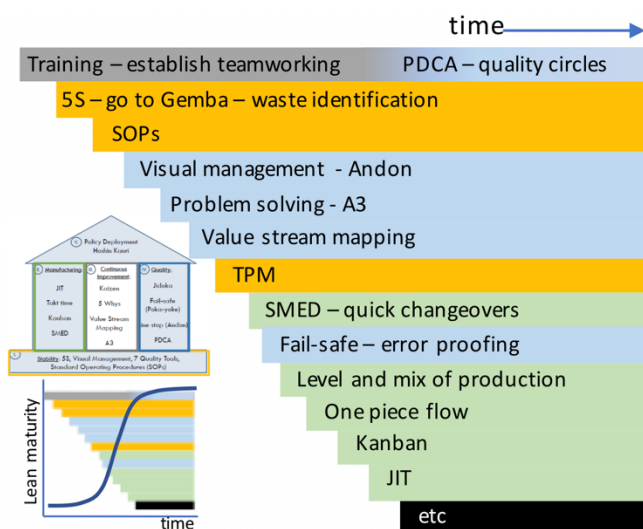 time
Training – establish teamworking
PDCA – quality circles
5S – go to Gemba – waste identification
SOPs
Visual management - Andon
Problem solving - A3
Value stream mapping
TPM
SMED – quick changeovers
Fail-safe – error proofing
Level and mix of production
One piece flow
Kanban
JIT
etc
Policy Deployment
Hoshin Kanri
Manufacturing:
JIT
Takt time
Kanban
SMED
Continuous
Improvement:
Kaizen
5 Whys
Value Stream
Mapping
A3
Quality:
Jidoka
Fail-safe
(Poka-yoke)
stop (Andon)
PDCA
Stability: 5S, Visual Management, 7 Quality Tools,
Standard Operating Procedures (SOPs)
Lean maturity
time